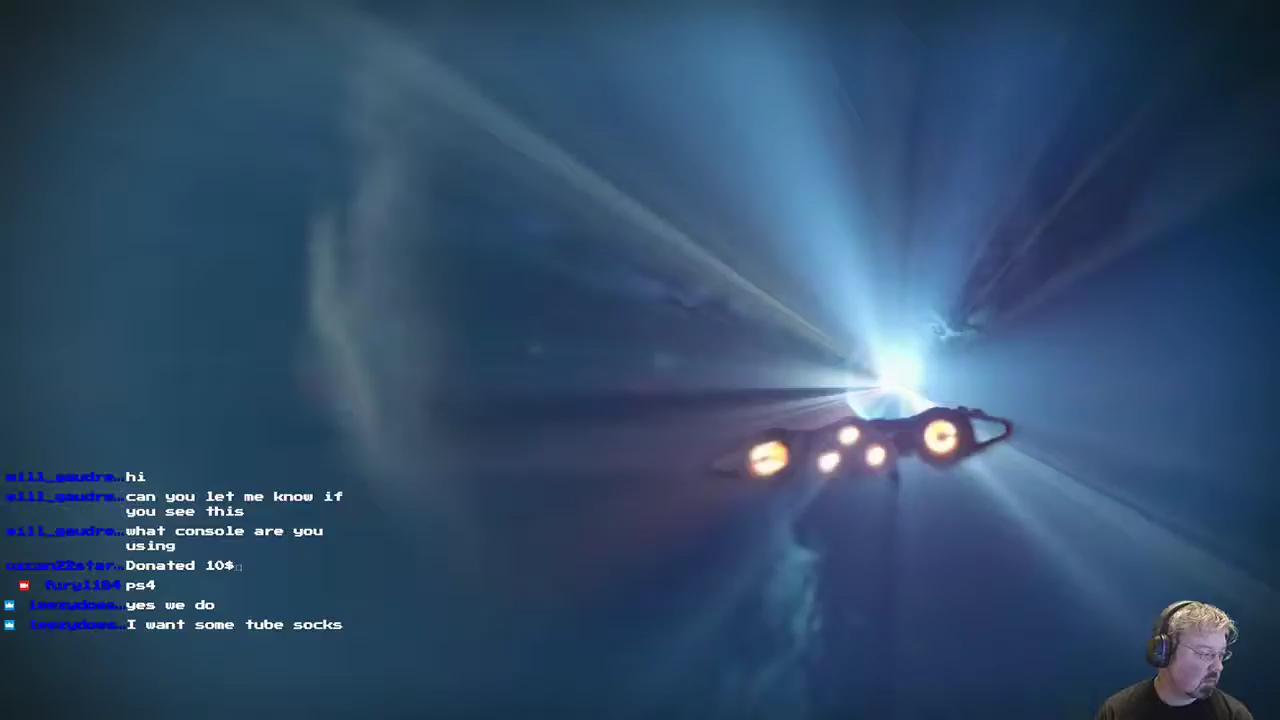 hi
can you let me know if
you see this
what console are you
using
Donated 10$
fury1104 ps4
yes we do
I want some tube socks